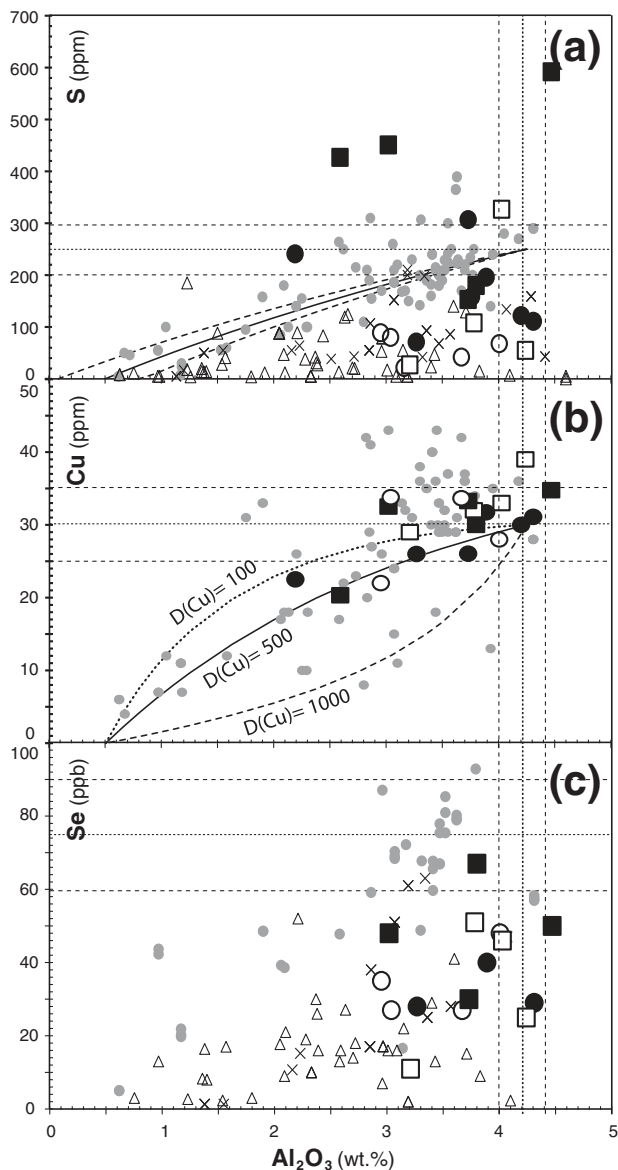 700
(a)
600
S (ppm)
500
400
300
200
100
0
50
(b)
Cu (ppm)
40
30
D(Cu)= 100
20
D(Cu)= 500
10
D(Cu)= 1000
0
100
(c)
Se (ppb)
80
60
40
20
0
0 1 2 3 4 5
Al₂O₃ (wt.%)